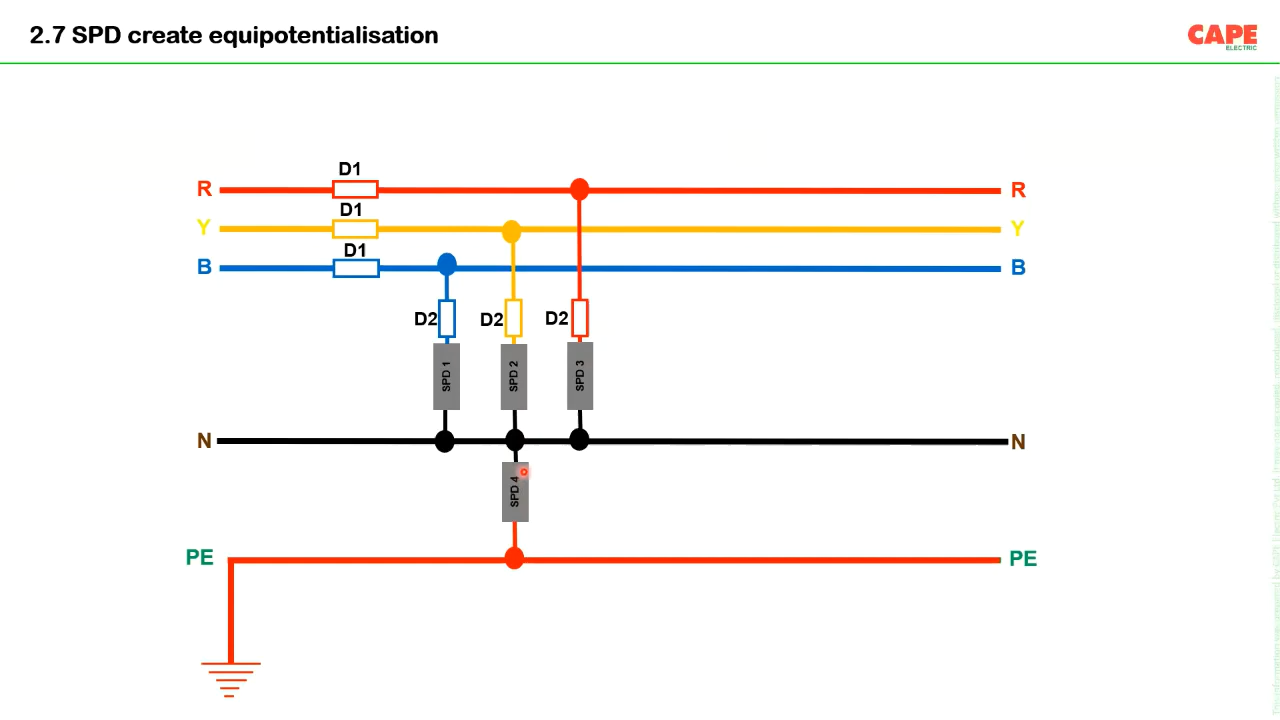 2.7 SPD create equipotentialisation
CAPE
ELECTRIC
D1
R R
D1
Y Y
D1
B B
D2 D2 D2
SPD 1 SPD 2 SPD 3
N N
SPD 4
PE PE